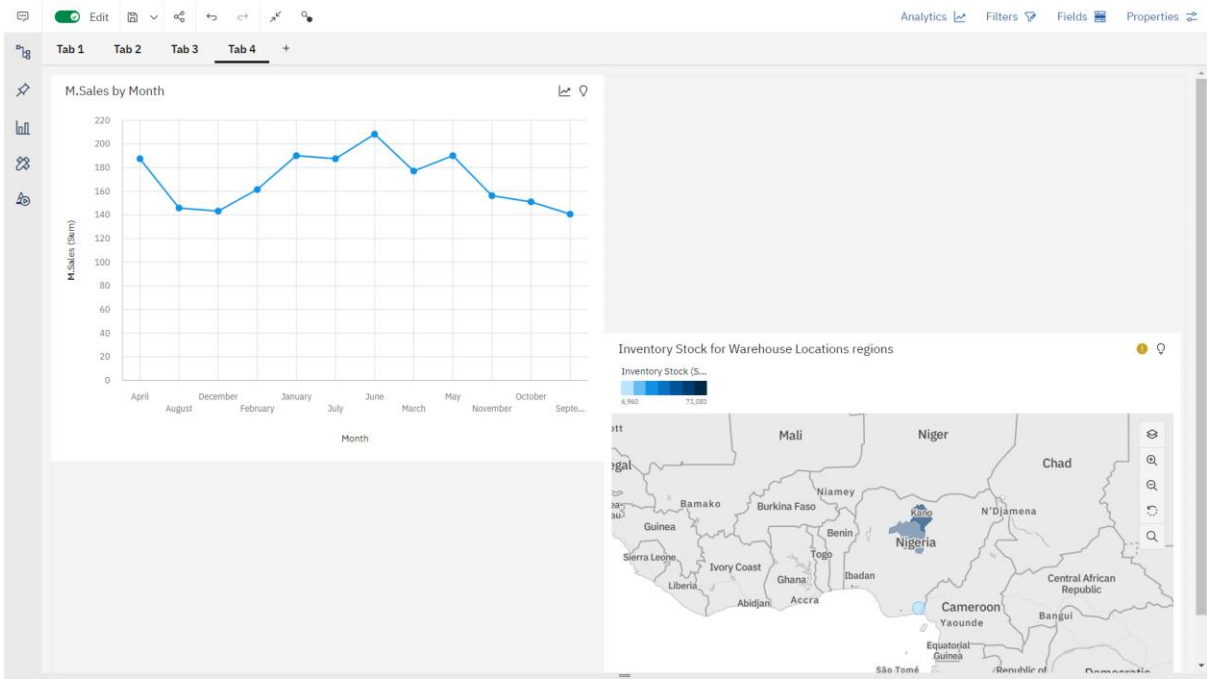 Edit
Analytics Filters Fields Properties
Tab 1 Tab 2 Tab 3 Tab 4 +
M.Sales by Month
220
200
180
160
140
120
100
80
60
40
20
0
M.Sales (Sum)
April December January June May October
August February July March November Septe...
Month
Inventory Stock for Warehouse Locations regions
Inventory Stock (S...
6,960 73,080
Mali Niger
Chad
Niamey
Bamako Burkina Faso Kano N'Djamena
Guinea Benin Nigeria
Sierra Leone Togo
Ivory Coast Ghana Ibadan Central African
Republic
Liberia
Abidjan Accra Cameroon Bangui
Yaounde
Equatorial
Guinea
São Tomé Republic of Democratic